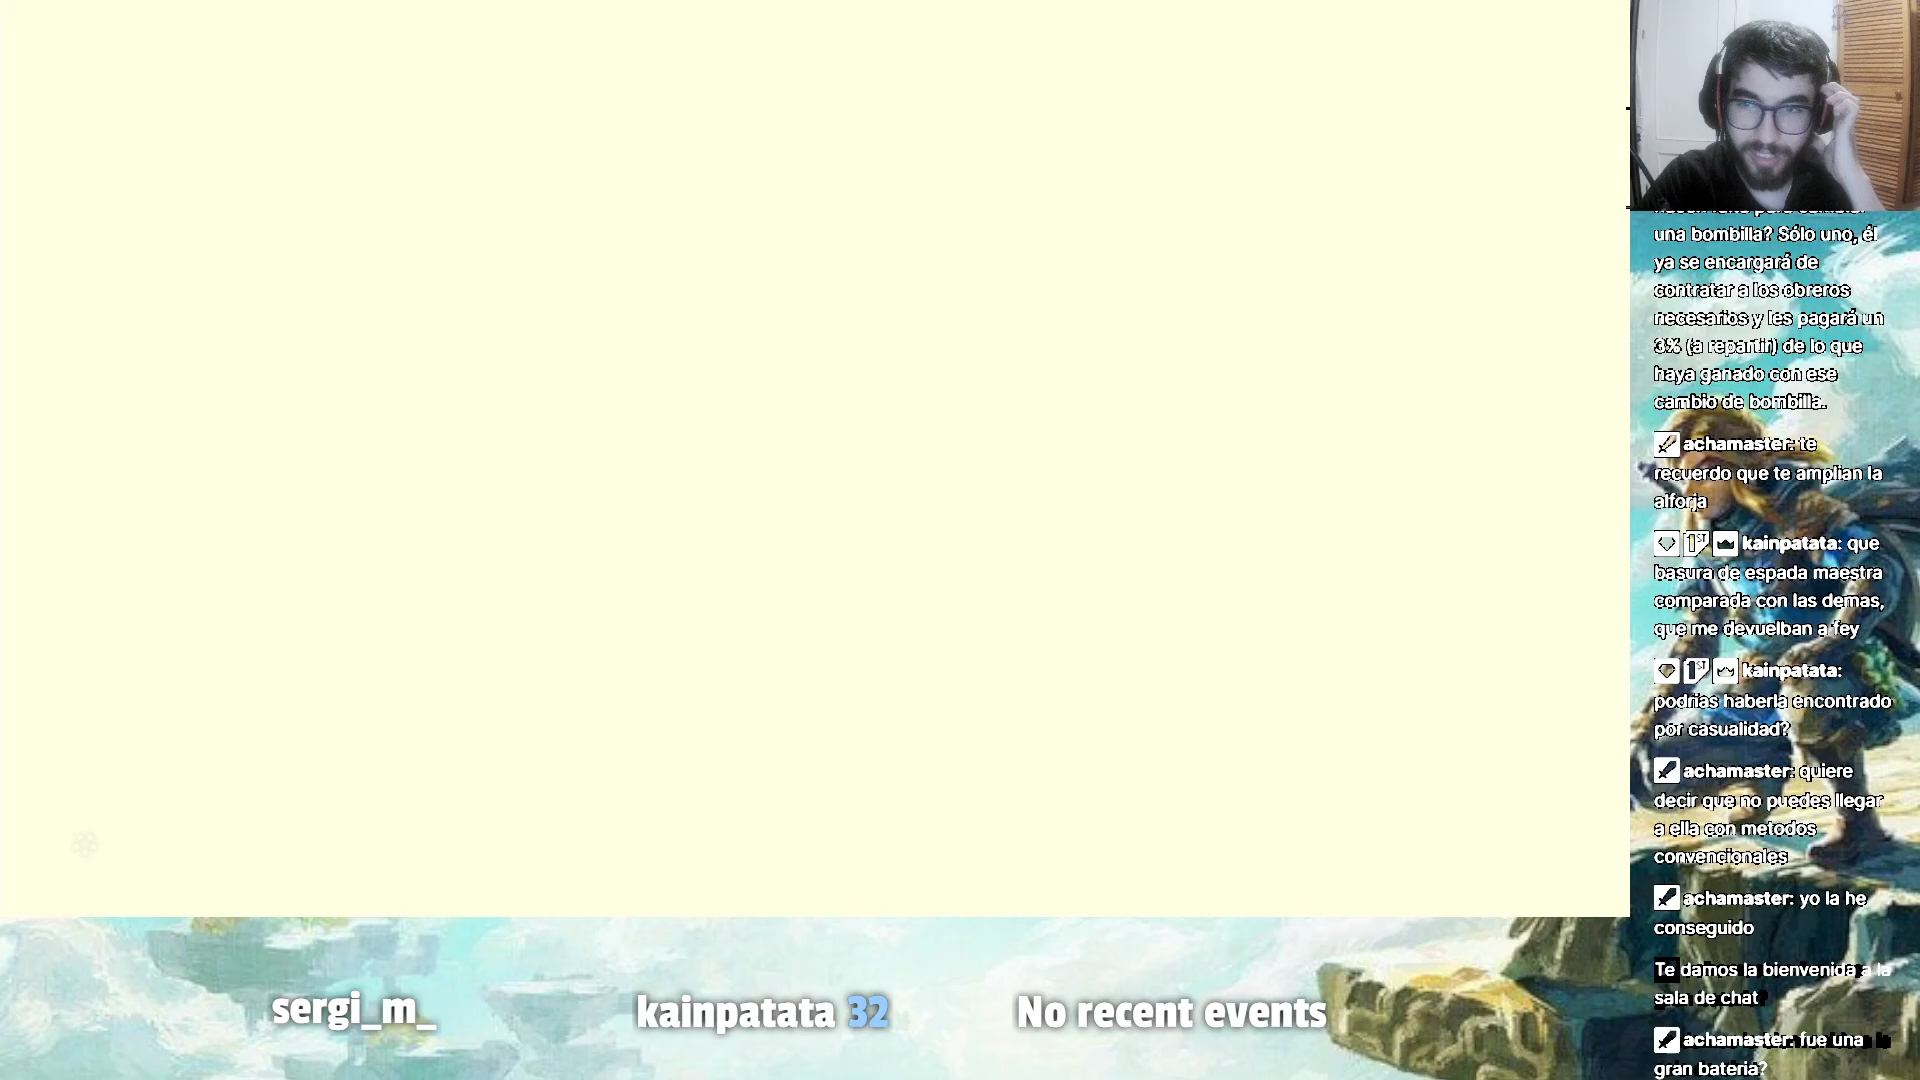 una bombilla? Sólo uno, él
ya se encargará de
contratar a los obreros
necesarios y les pagará un
3% (a repartir) de lo que
haya ganado con ese
cambio de bombilla.
achamaster: te
recuerdo que te amplian la
alforja
1ST kainpatata: que
basura de espada maestra
comparada con las demas,
que me devuelban a fey
1ST kainpatata:
podrias haberla encontrado
por casualidad?
achamaster: quiere
decir que no puedes llegar
a ella con metodos
convencionales
achamaster: yo la he
conseguido
Te damos la bienvenida a la
sala de chat
achamaster: fue una
gran bateria?
sergi_m_
kainpatata 32
No recent events